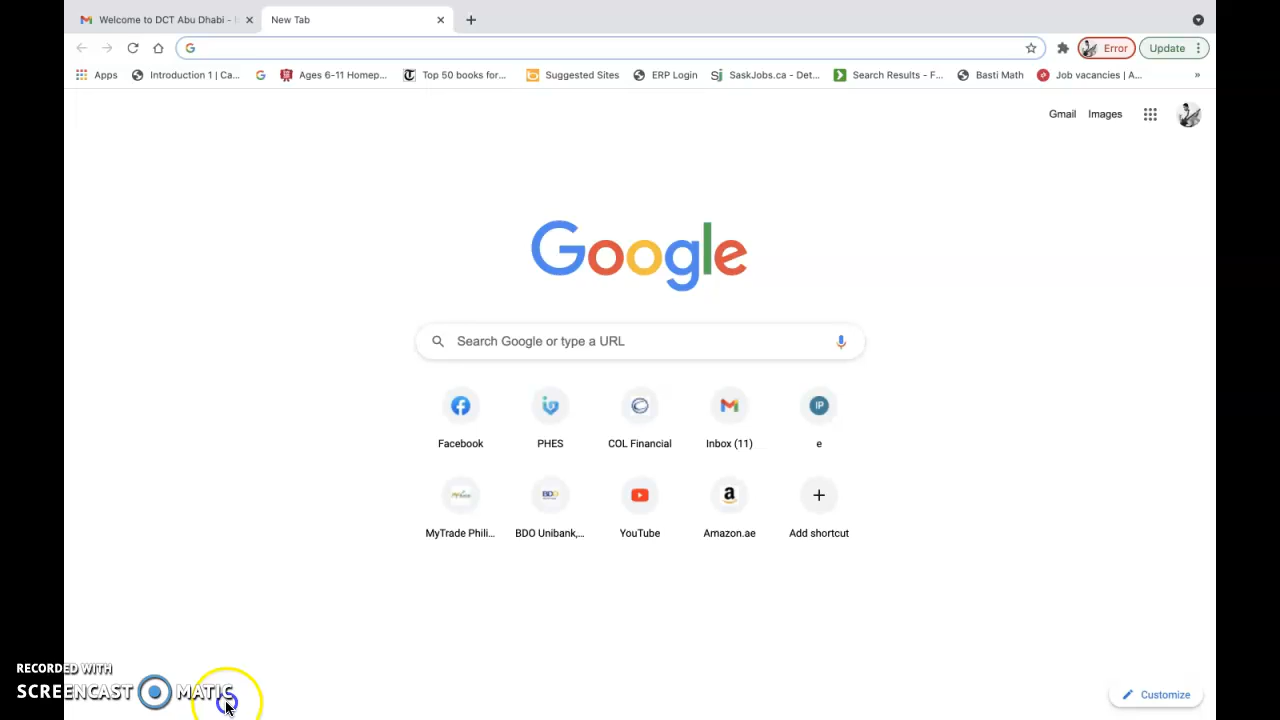 Welcome to DCT Abu Dhabi -
New Tab
Error
Update
Apps
Introduction 1 | Ca...
Ages 6-11 Homep...
Top 50 books for...
Suggested Sites
ERP Login
SaskJobs.ca - Det...
Search Results - F...
Basti Math
Job vacancies | A...
»
Gmail
Images
Google
Search Google or type a URL
Facebook
PHES
COL Financial
Inbox (11)
IP
e
MyTrade Phili...
BDO
BDO Unibank,...
YouTube
Amazon.ae
Add shortcut
RECORDED WITH
SCREENCAST MATIC
Customize